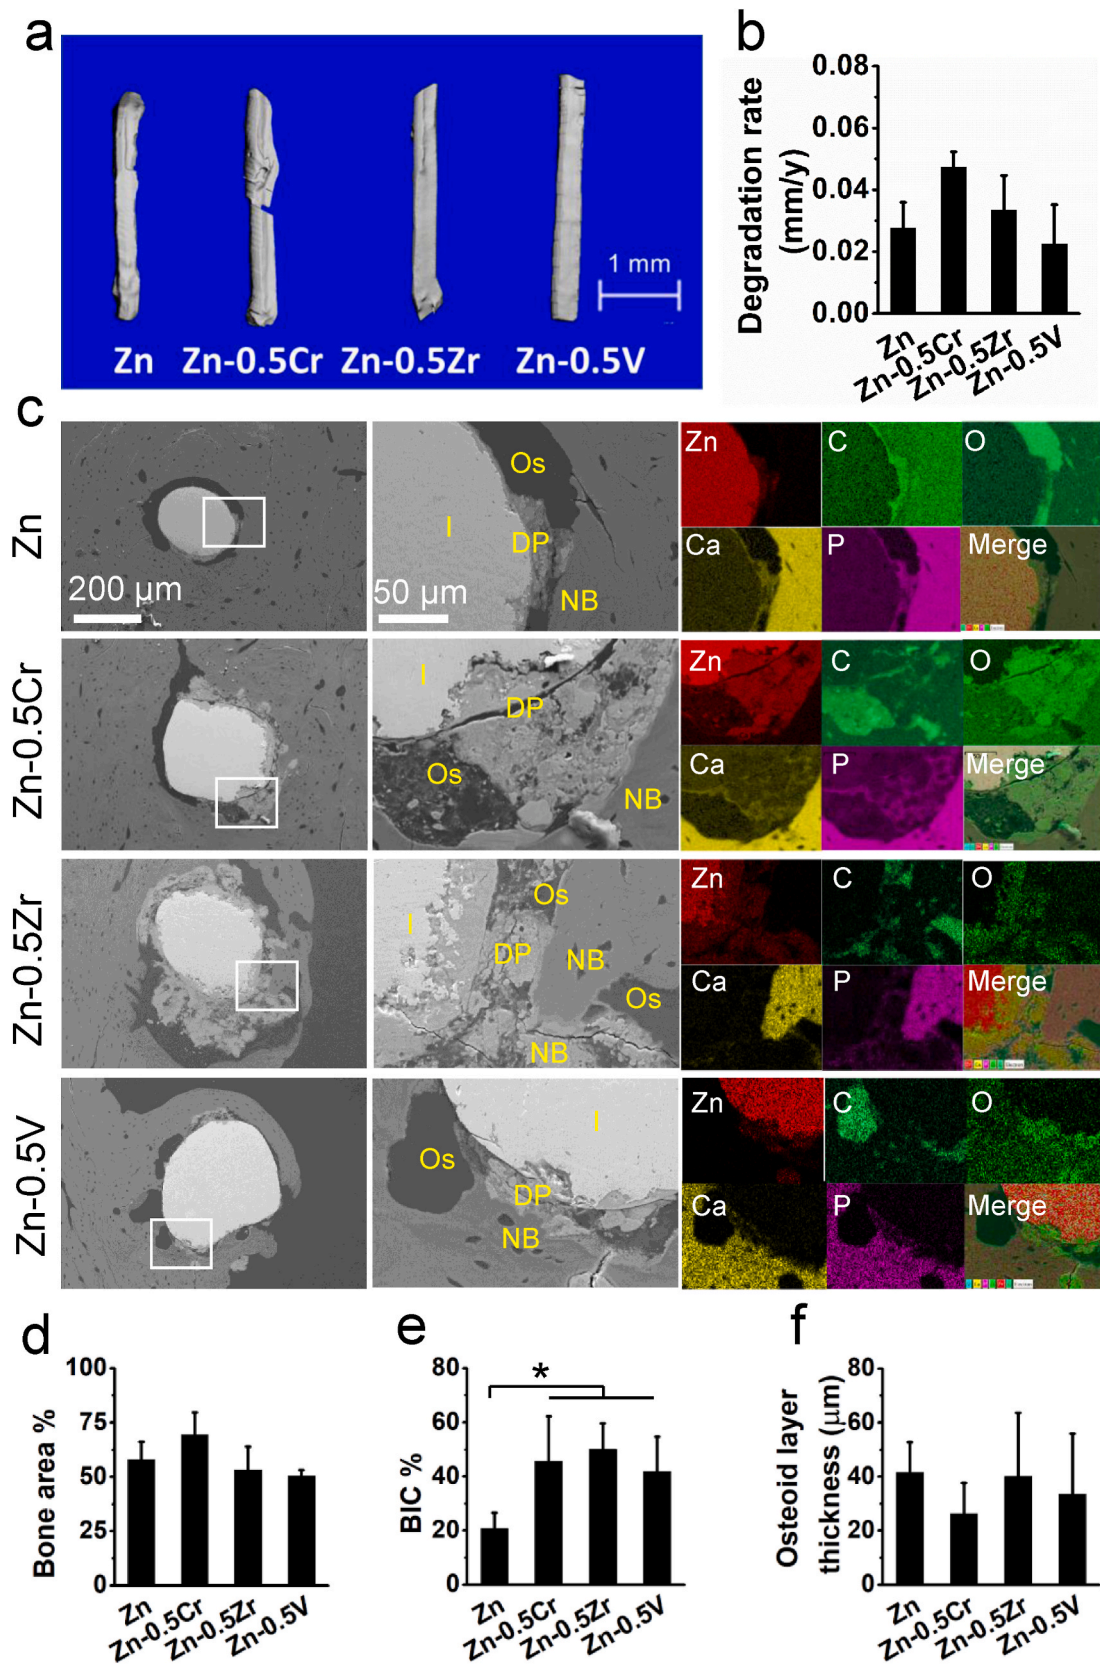 a
Zn Zn-0.5Cr Zn-0.5Zr Zn-0.5V
1 mm
b
Degradation rate
(mm/y)
0.08
0.06
0.04
0.02
0.00
Zn
Zn-0.5Cr
Zn-0.5Zr
Zn-0.5V
c
Zn
200 µm
I
Os
DP
NB
50 µm
Zn C O
Ca P Merge
Zn-0.5Cr
I
DP
Os
NB
Zn C O
Ca P Merge
Zn-0.5Zr
I
Os
DP
NB
Os
NB
Zn C O
Ca P Merge
Zn-0.5V
I
Os
DP
NB
Zn C O
Ca P Merge
d
Bone area %
100
75
50
25
0
Zn
Zn-0.5Cr
Zn-0.5Zr
Zn-0.5V
e
BIC %
80
60
40
20
0
*
Zn
Zn-0.5Cr
Zn-0.5Zr
Zn-0.5V
f
Osteoid layer
thickness (µm)
80
60
40
20
0
Zn
Zn-0.5Cr
Zn-0.5Zr
Zn-0.5V